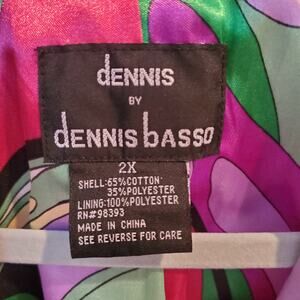 dENNIS
BY
dENNIS basso
2X
SHELL:65%COTTON
35%POLYESTER
LINING:100%POLYESTER
RN#98393
MADE IN CHINA
SEE REVERSE FOR CARE